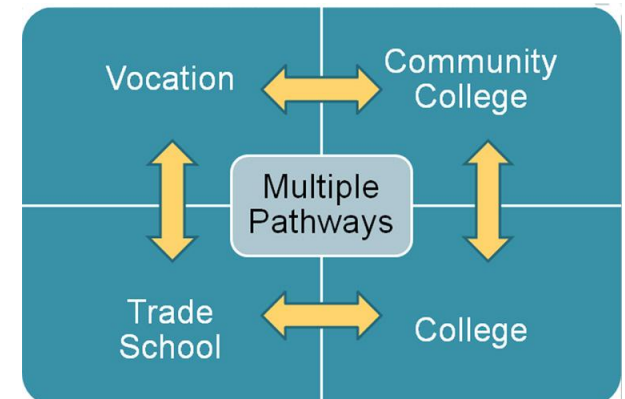 Vocation
Community
College
Multiple
Pathways
Trade
School
College